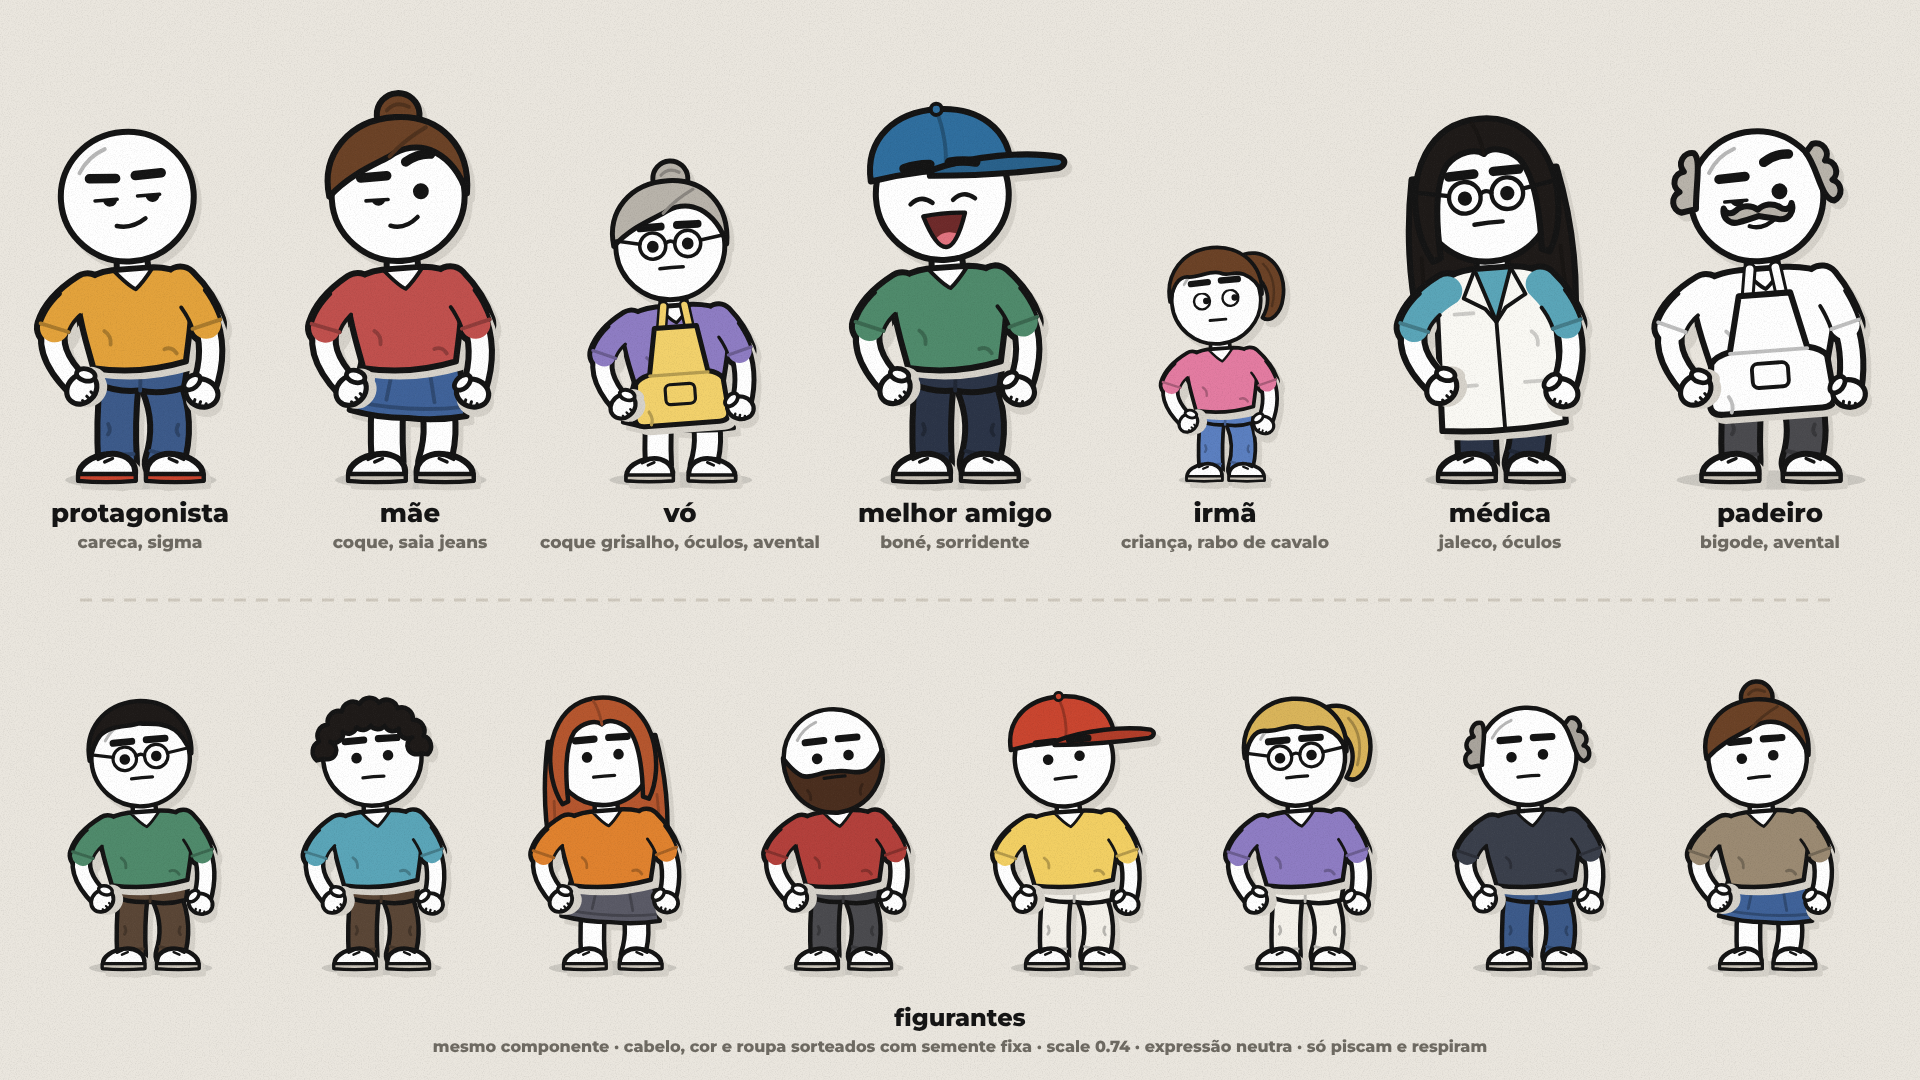 protagonista
careca, sigma
mãe
coque, saia jeans
vó
coque grisalho, óculos, avental
melhor amigo
boné, sorridente
irmã
criança, rabo de cavalo
médica
jaleco, óculos
padeiro
bigode, avental
figurantes
mesmo componente · cabelo, cor e roupa sorteados com semente fixa · scale 0.74 · expressão neutra · só piscam e respiram